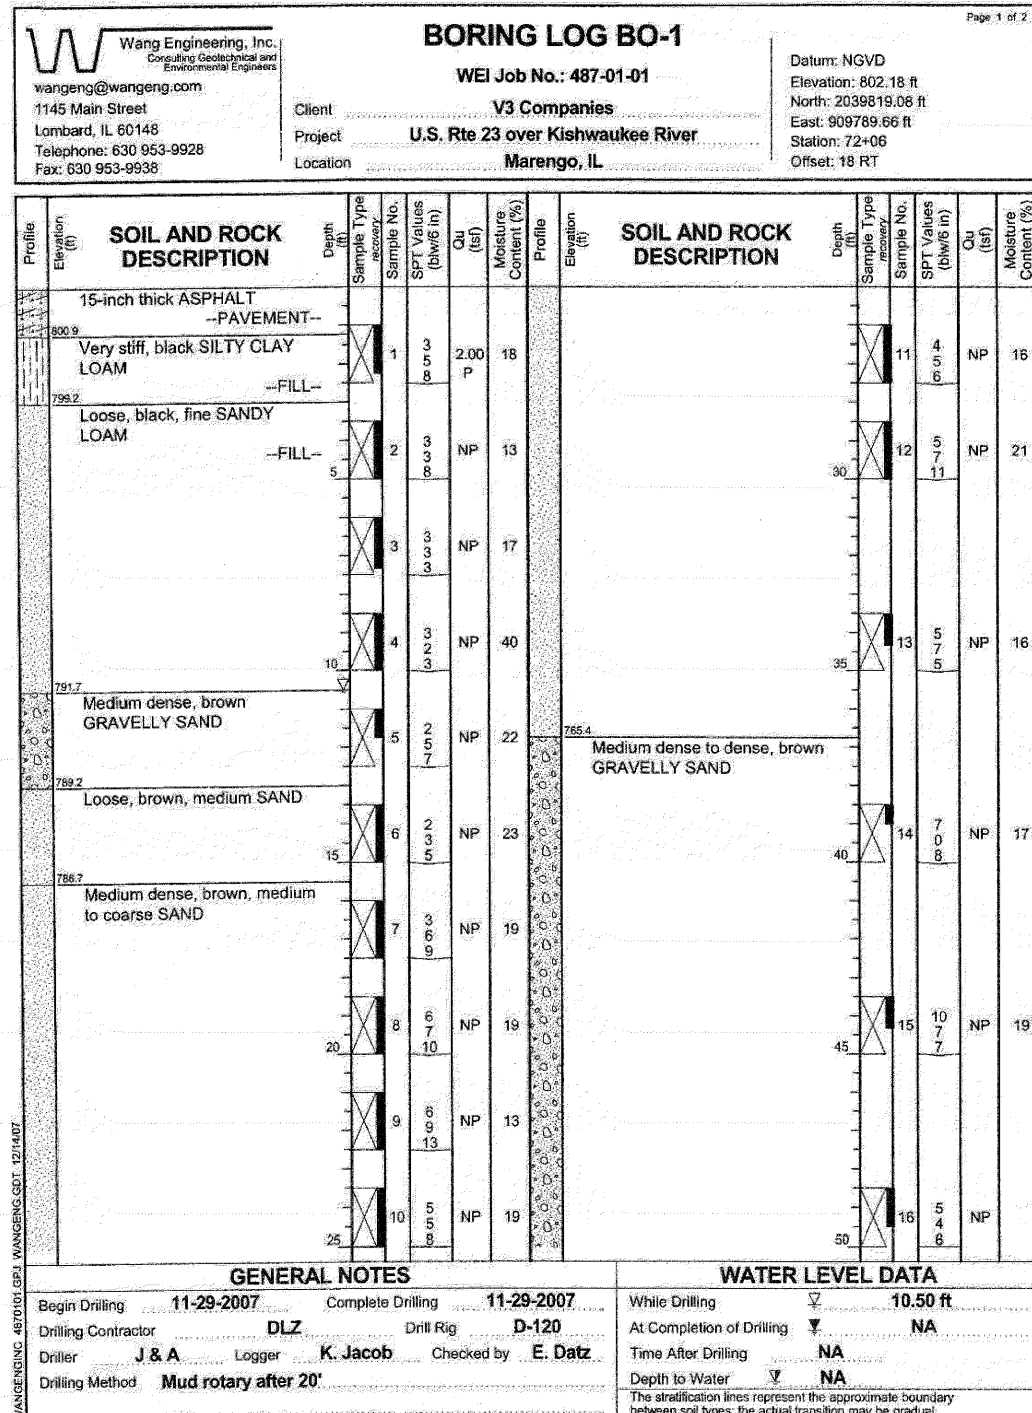 Page 1 of 2
Wang Engineering, Inc.
Consulting Geotechnical and
Environmental Engineers
wangeng@wangeng.com
1145 Main Street
Lombard, IL 60148
Telephone: 630 953-9928
Fax: 630 953-9938
BORING LOG BO-1
WEI Job No.: 487-01-01
Client V3 Companies
Project U.S. Rte 23 over Kishwaukee River
Location Marengo, IL
Datum: NGVD
Elevation: 802.18 ft
North: 2039819.08 ft
East: 909789.66 ft
Station: 72+06
Offset: 18 RT
Profile
Elevation (ft)
SOIL AND ROCK
DESCRIPTION
Depth (ft)
Sample Type
recovery
Sample No.
SPT Values (blw/6 in)
Qu (tsf)
Moisture Content (%)
Profile
Elevation (ft)
SOIL AND ROCK
DESCRIPTION
Depth (ft)
Sample Type
recovery
Sample No.
SPT Values (blw/6 in)
Qu (tsf)
Moisture Content (%)
15-inch thick ASPHALT
--PAVEMENT--
800.9
Very stiff, black SILTY CLAY
LOAM
--FILL--
1 3 5 8 2.00 P 18
799.2
Loose, black, fine SANDY
LOAM
--FILL--
5
2 3 3 8 NP 13
3 3 3 3 NP 17
4 3 2 3 NP 40
10
791.7
Medium dense, brown
GRAVELLY SAND
5 2 5 7 NP 22
789.2
Loose, brown, medium SAND
6 2 3 5 NP 23
15
786.7
Medium dense, brown, medium
to coarse SAND
7 3 6 9 NP 19
8 6 7 10 NP 19
20
9 6 9 13 NP 13
10 5 5 8 NP 19
25
11 4 5 6 NP 16
12 5 7 11 NP 21
30
13 5 7 5 NP 16
35
765.4
Medium dense to dense, brown
GRAVELLY SAND
14 7 0 8 NP 17
40
15 10 7 7 NP 19
45
16 5 4 6 NP
50
GENERAL NOTES
Begin Drilling 11-29-2007 Complete Drilling 11-29-2007
Drilling Contractor DLZ Drill Rig D-120
Driller J & A Logger K. Jacob Checked by E. Datz
Drilling Method Mud rotary after 20'
WATER LEVEL DATA
While Drilling 10.50 ft
At Completion of Drilling NA
Time After Drilling NA
Depth to Water NA
The stratification lines represent the approximate boundary
between soil types; the actual transition may be gradual.
WANGENGINC 4870101.GPJ WANGENG.GDT 12/14/07